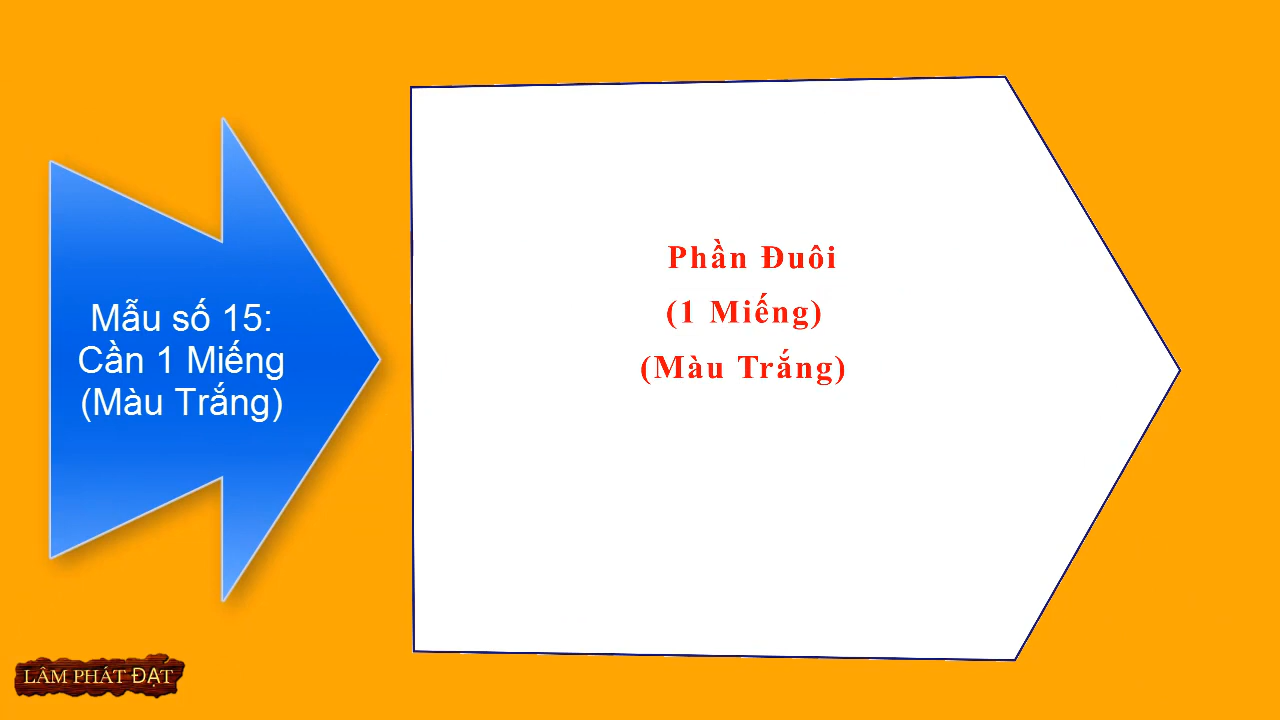 Mẫu số 15:
Cần 1 Miếng
(Màu Trắng)
Phần Đuôi
(1 Miếng)
(Màu Trắng)
LÂM PHÁT ĐẠT